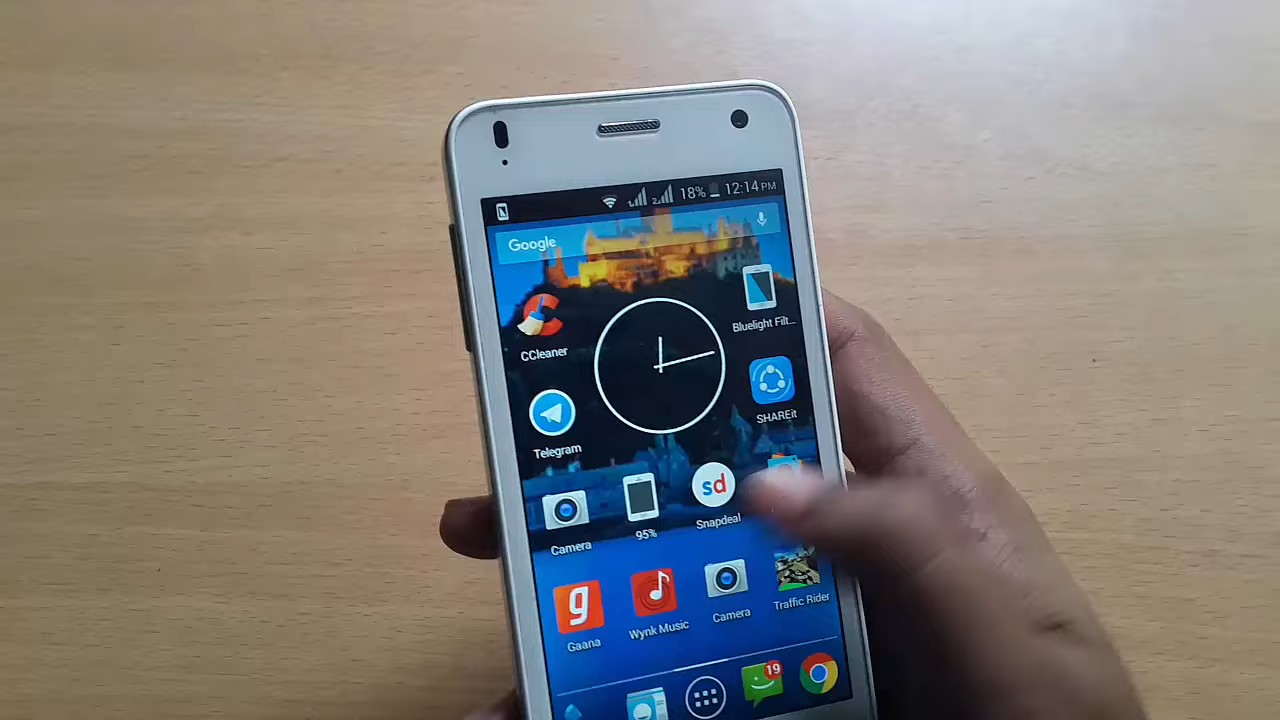 18% 12:14 PM
Google
CCleaner
Bluelight Filt...
Telegram
SHAREit
Camera
95%
sd
Snapdeal
g
Gaana
Wynk Music
Camera
Traffic Rider
19